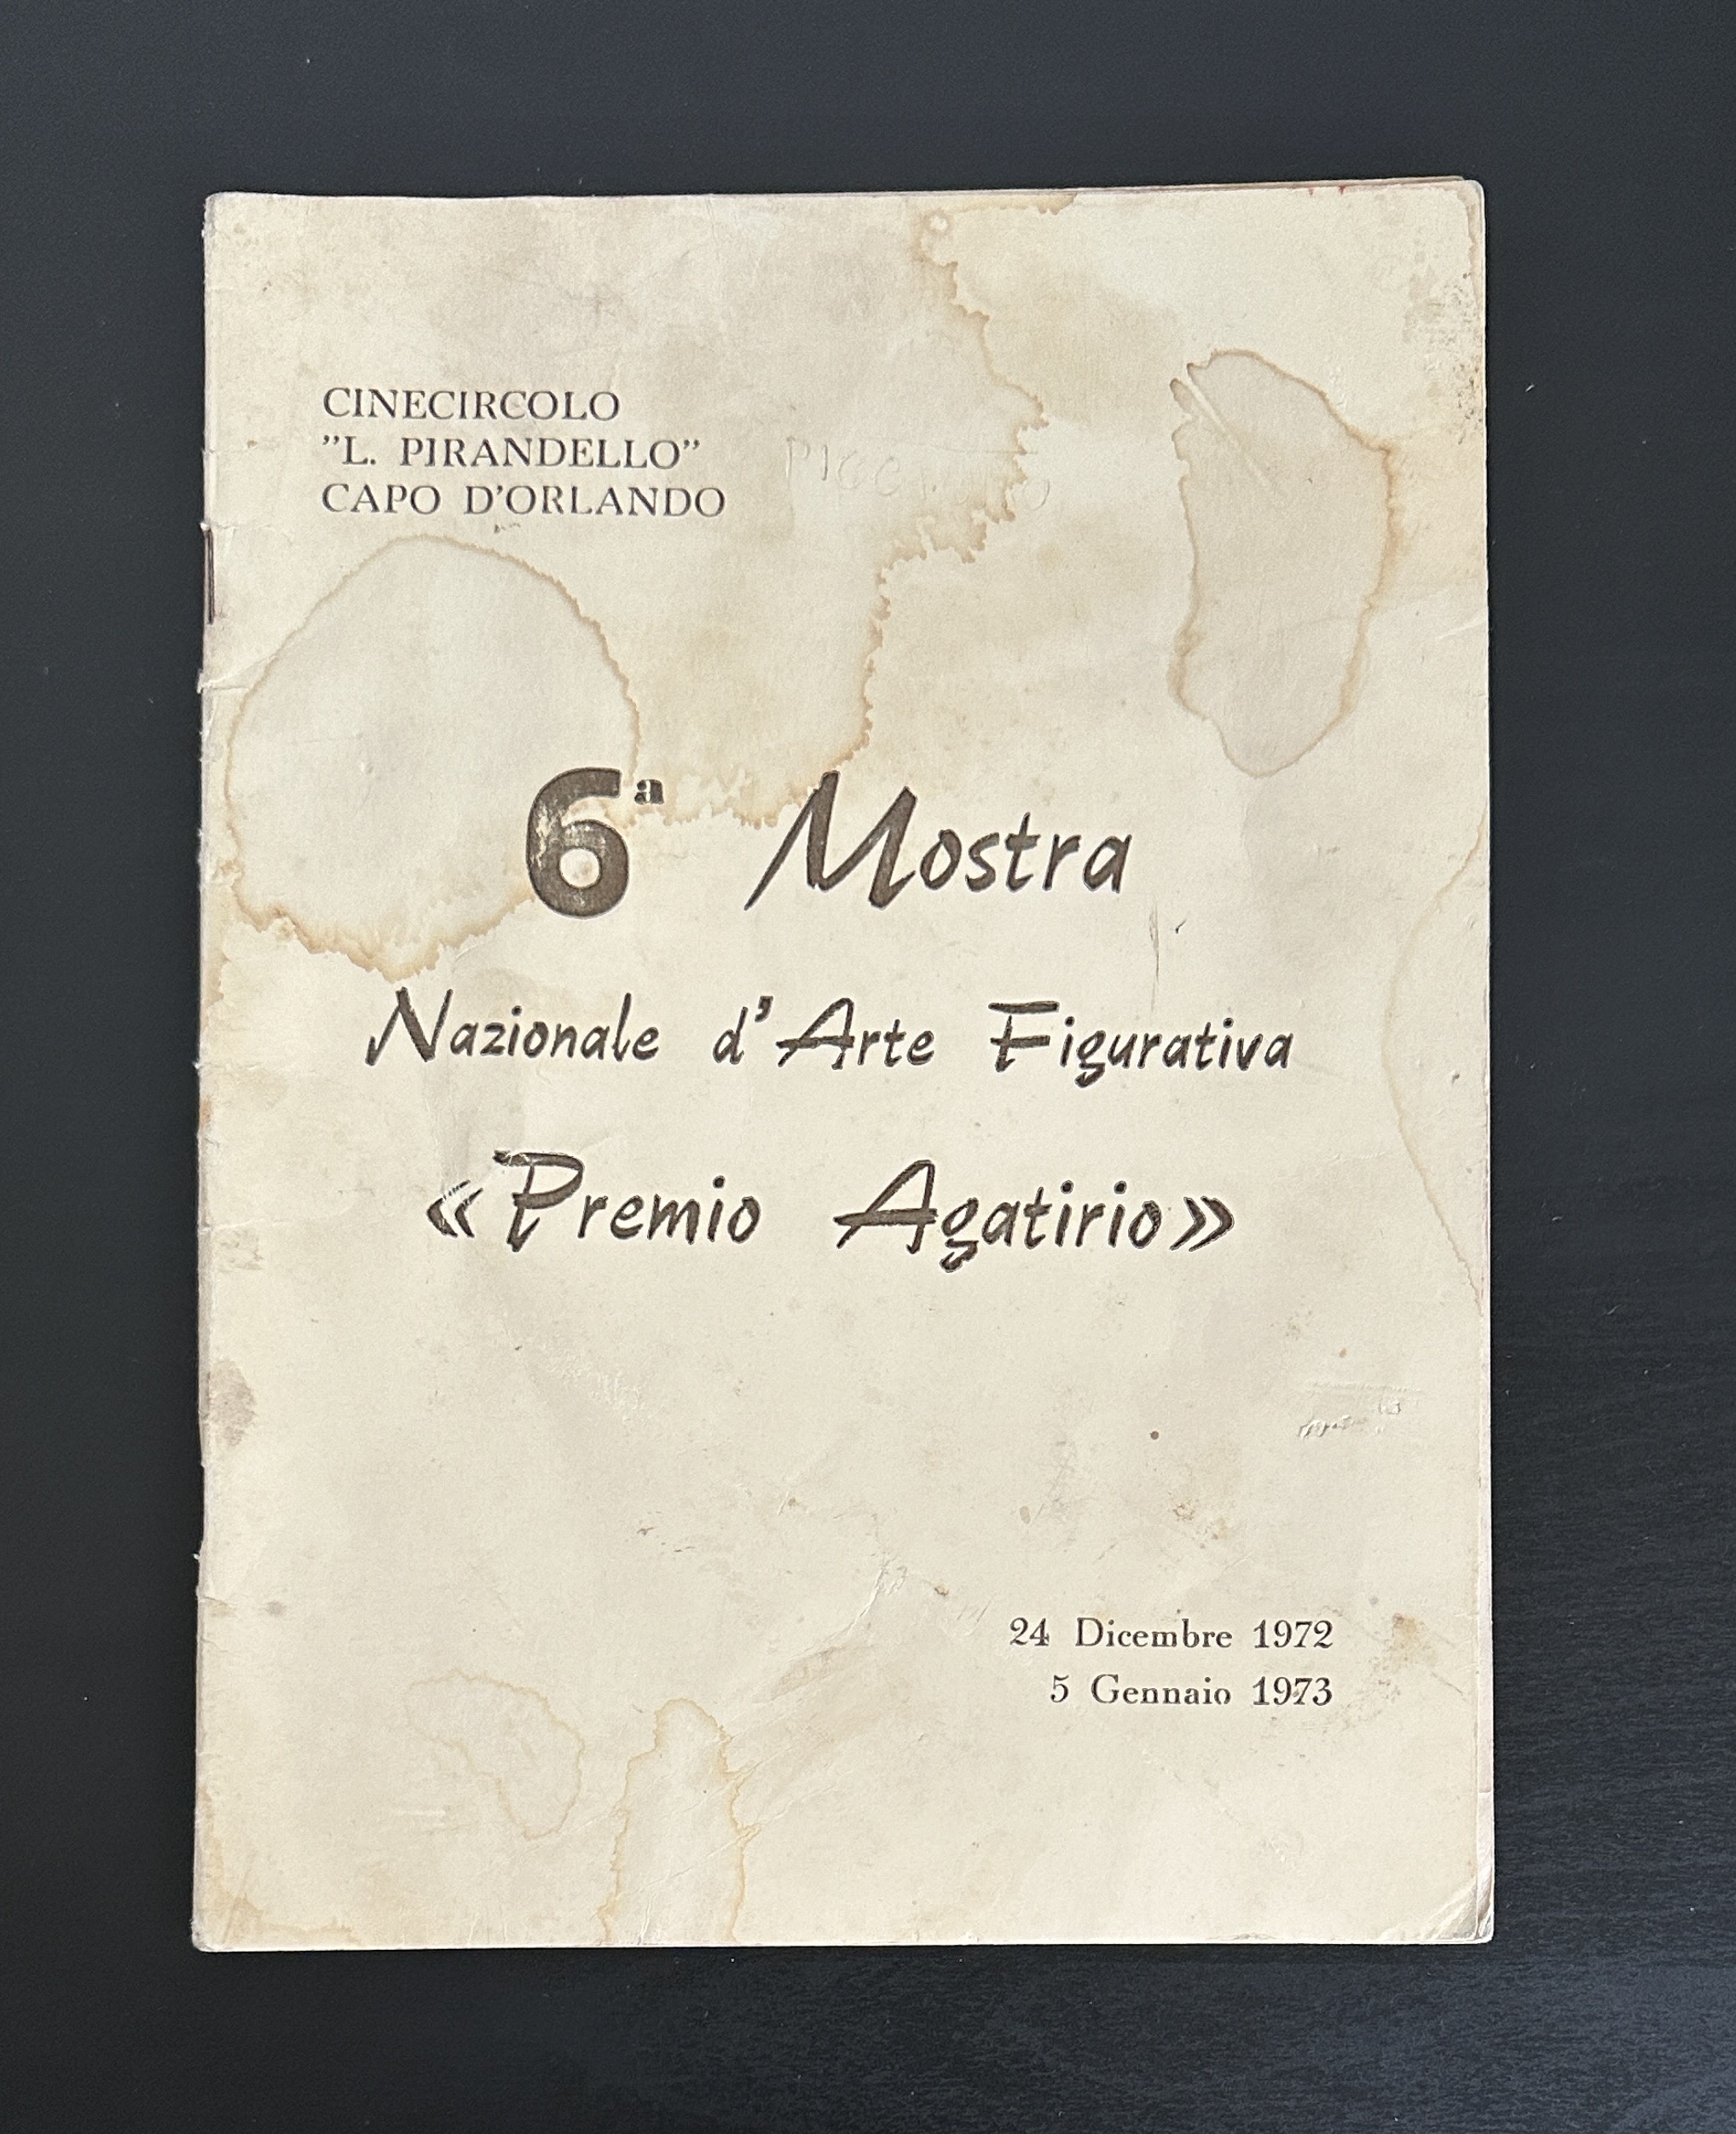 CINECIRCOLO
"L. PIRANDELLO"
CAPO D'ORLANDO
6ª Mostra
Nazionale d'Arte Figurativa
«Premio Agatirio»
24 Dicembre 1972
5 Gennaio 1973